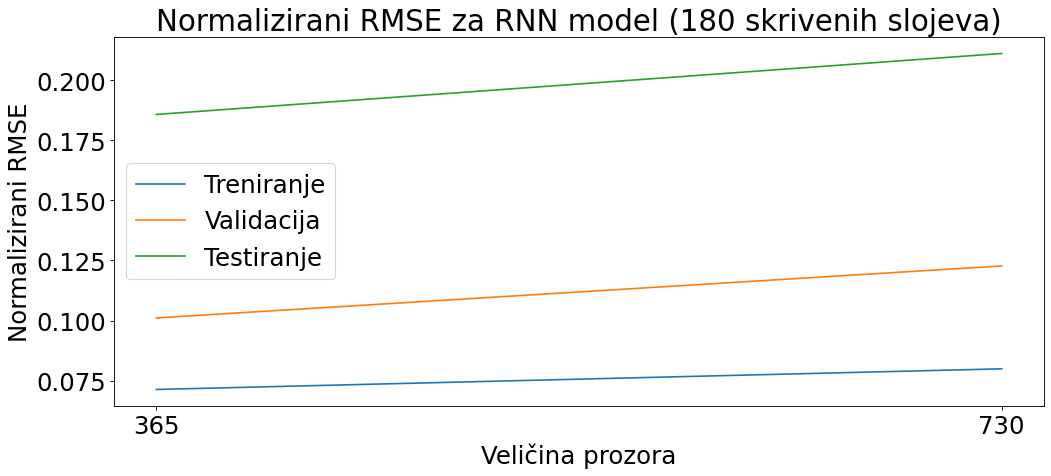 Normalizirani RMSE za RNN model (180 skrivenih slojeva)
Normalizirani RMSE
0.200
0.175
0.150
0.125
0.100
0.075
Treniranje
Validacija
Testiranje
365
730
Veličina prozora